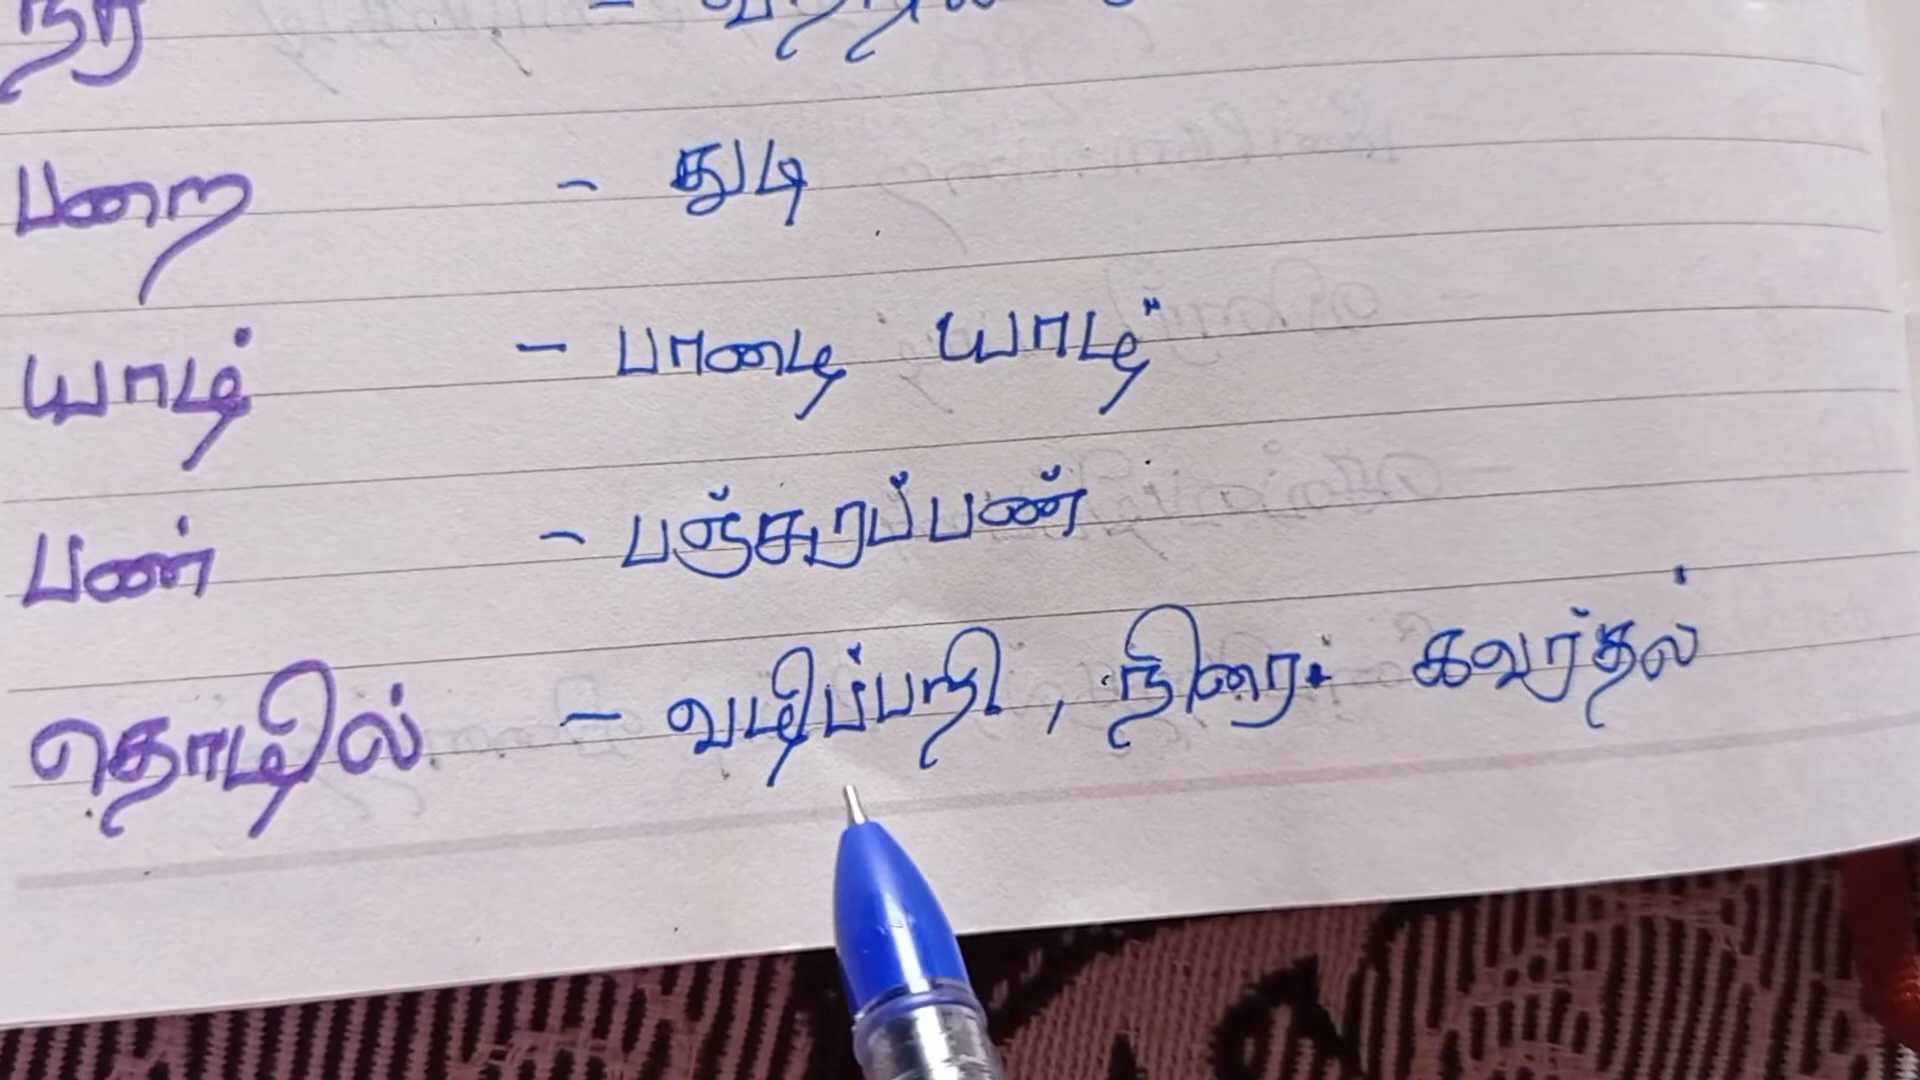 நீர் -
பறை - துடி
யாழ் - பாலை யாழ்
பண் - பஞ்சுரப்பண்
தொழில் - வழிப்பறி, நிரை கவர்தல்